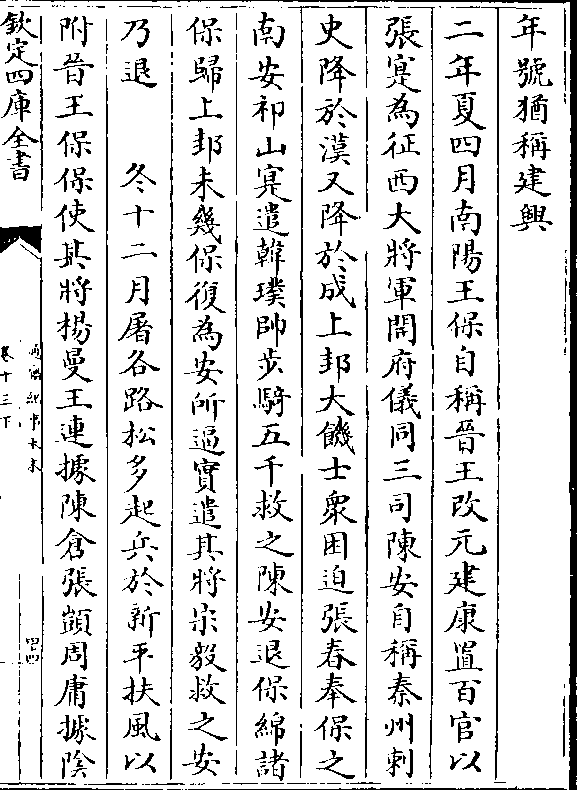 年號猶稱建興
二年夏四月南陽王保自稱晉王改元建康置百官以
張寔為征西大將軍開府儀同三司陳安自稱秦州刺
史降於漢又降於成上邽大饑士衆困迫張春奉保之
南安祁山寔遣韓璞帥步騎五千救之陳安退保綿諸
保歸上邽未幾保復為安所逼寔遣其將宋毅救之安
乃退　冬十二月屠各路松多起兵於新平扶風以
附晉王保保使其將楊曼王連據陳倉張顗周庸據陰
欽定四庫全書
通鑑紀事本末
卷十三下
四四